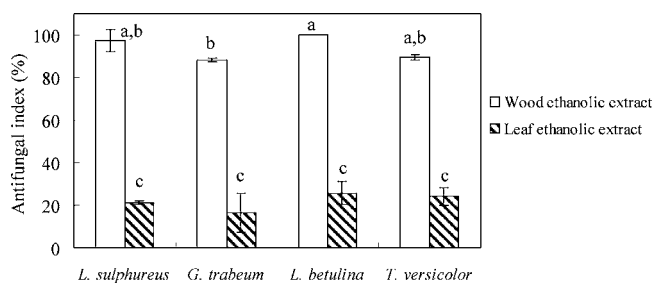 Antifungal index (%)
100
80
60
40
20
0
a,b
b
a
a,b
c
c
c
c
Wood ethanolic extract
Leaf ethanolic extract
L. sulphureus
G. trabeum
L. betulina
T. versicolor